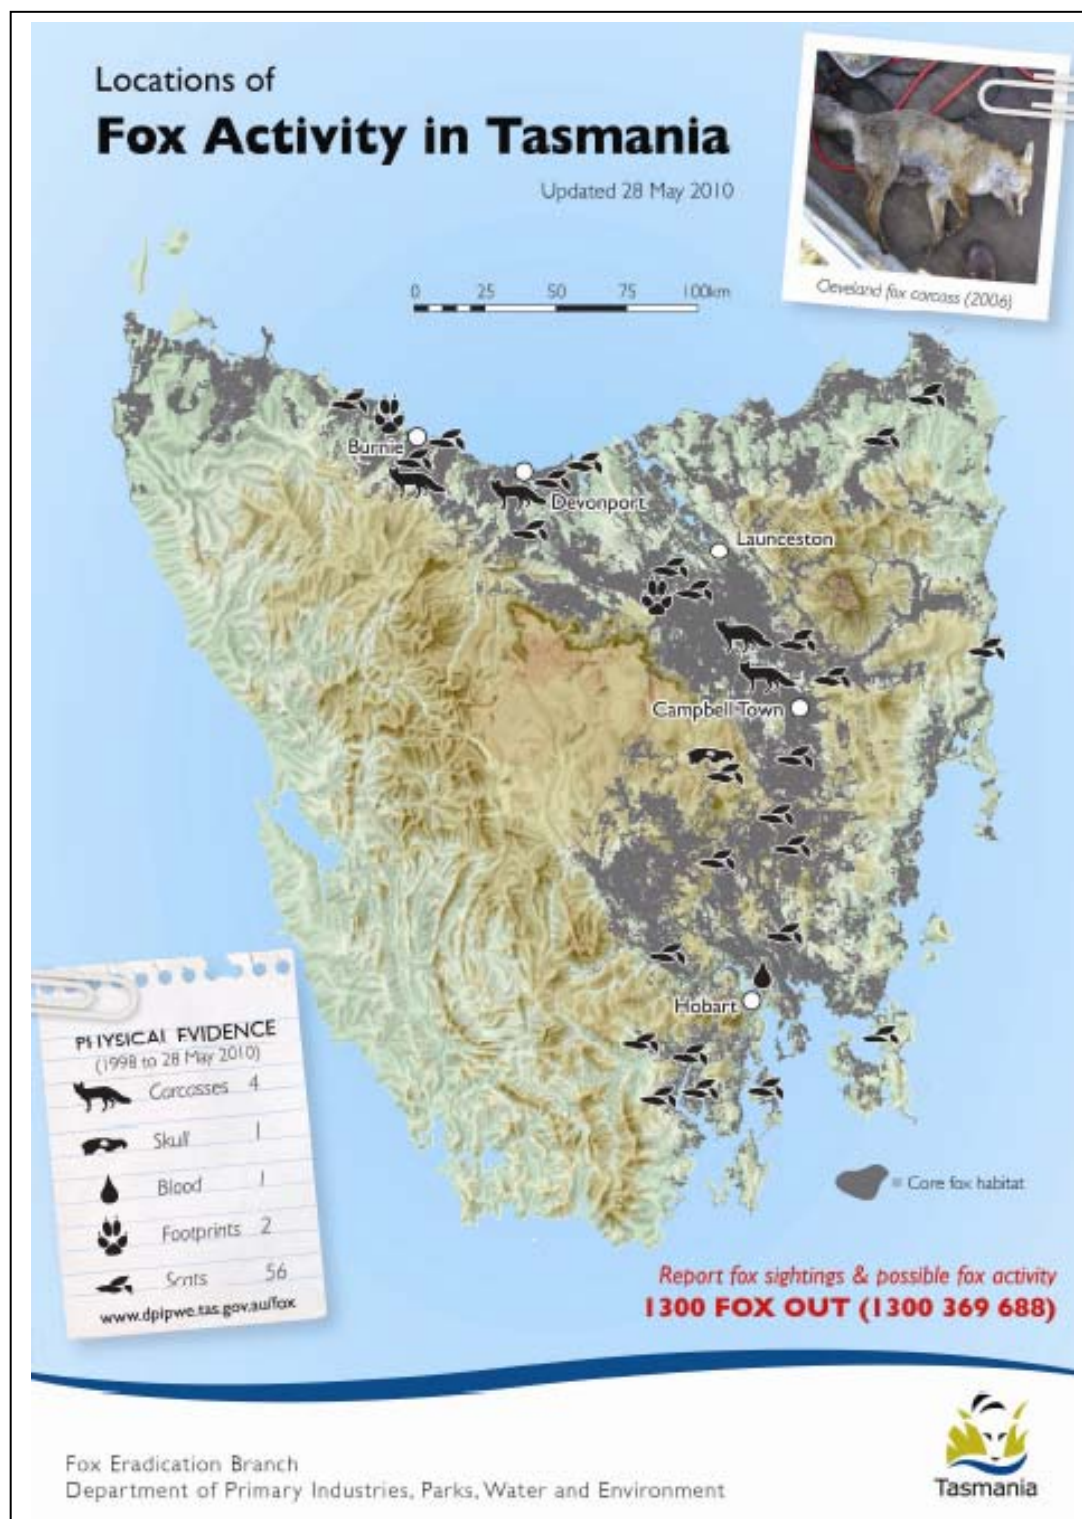 Locations of
Fox Activity in Tasmania
Updated 28 May 2010
Cleveland fox carcass (2006)
0 25 50 75 100km
Burnie
Devonport
Launceston
Campbell Town
Hobart
PHYSICAL EVIDENCE
(1998 to 28 May 2010)
Carcasses 4
Skull 1
Blood 1
Footprints 2
Scats 56
www.dpipwe.tas.gov.au/fox
= Core fox habitat
Report fox sightings & possible fox activity
1300 FOX OUT (1300 369 688)
Fox Eradication Branch
Department of Primary Industries, Parks, Water and Environment
Tasmania